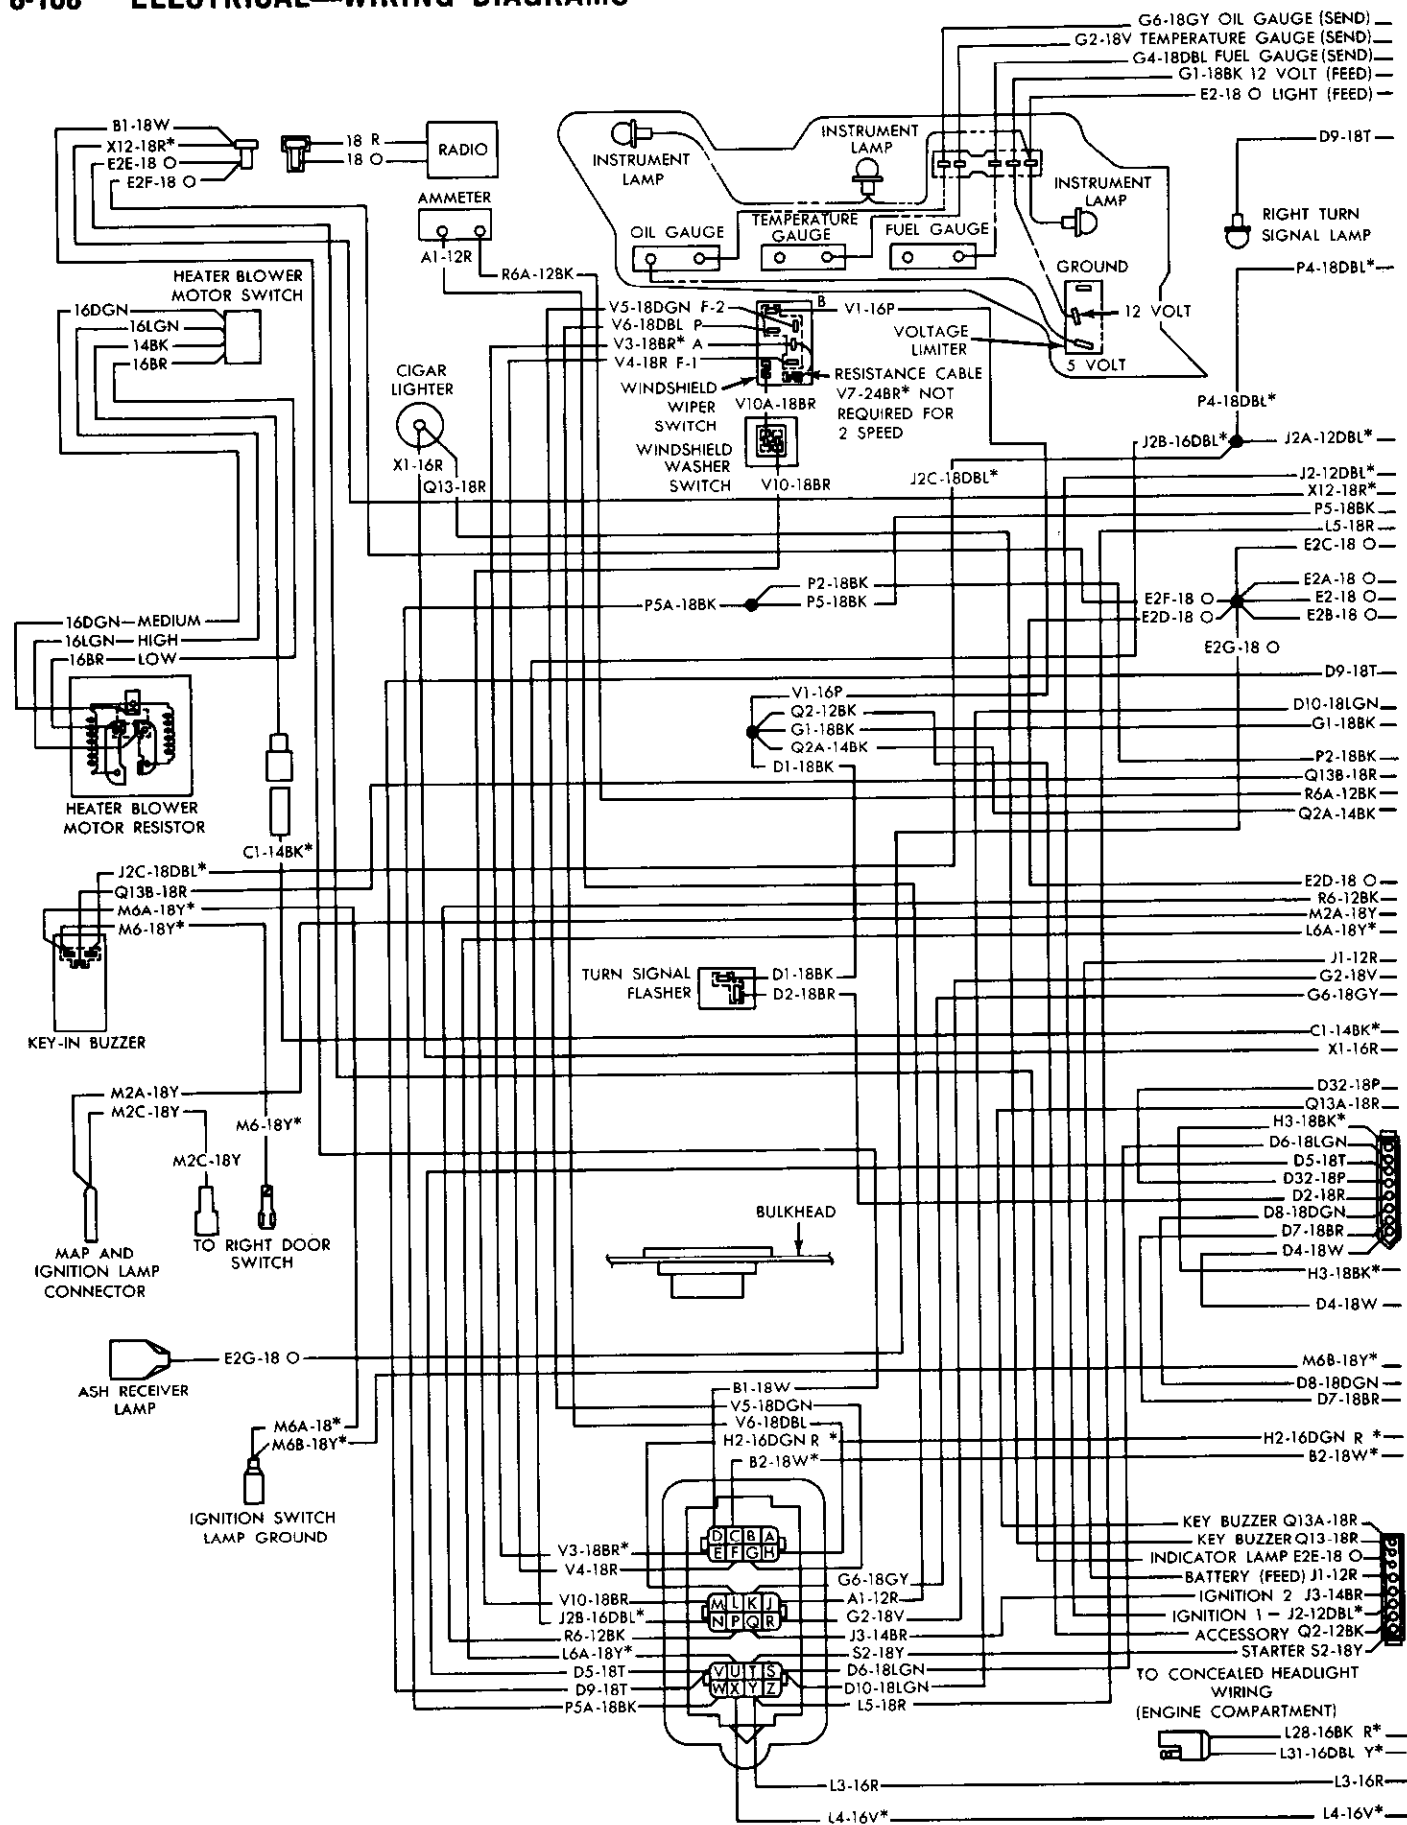 8-108 ELECTRICAL—WIRING DIAGRAMS
G6-18GY OIL GAUGE (SEND)
G2-18V TEMPERATURE GAUGE (SEND)
G4-18DBL FUEL GAUGE (SEND)
G1-18BK 12 VOLT (FEED)
E2-18 O LIGHT (FEED)
B1-18W
X12-18R*
E2E-18 O
E2F-18 O
18 R
18 O
RADIO
AMMETER
A1-12R
R6A-12BK
INSTRUMENT
LAMP
INSTRUMENT
LAMP
INSTRUMENT
LAMP
D9-18T
RIGHT TURN
SIGNAL LAMP
OIL GAUGE
TEMPERATURE
GAUGE
FUEL GAUGE
GROUND
12 VOLT
5 VOLT
VOLTAGE
LIMITER
P4-18DBL*
HEATER BLOWER
MOTOR SWITCH
16DGN
16LGN
14BK
16BR
V5-18DGN F-2
V6-18DBL P
V3-18BR* A
V4-18R F-1
B
V1-16P
WINDSHIELD
WIPER
SWITCH
RESISTANCE CABLE
V7-24BR* NOT
REQUIRED FOR
2 SPEED
V10A-18BR
WINDSHIELD
WASHER
SWITCH
V10-18BR
CIGAR
LIGHTER
X1-16R
Q13-18R
P4-18DBL*
J2B-16DBL*
J2A-12DBL*
J2C-18DBL*
J2-12DBL*
X12-18R*
P5-18BK
L5-18R
E2C-18 O
E2A-18 O
E2F-18 O
E2-18 O
E2D-18 O
E2B-18 O
E2G-18 O
P2-18BK
P5A-18BK
P5-18BK
16DGN—MEDIUM
16LGN—HIGH
16BR—LOW
D9-18T
V1-16P
Q2-12BK
G1-18BK
Q2A-14BK
D1-18BK
D10-18LGN
G1-18BK
P2-18BK
Q13B-18R
R6A-12BK
Q2A-14BK
HEATER BLOWER
MOTOR RESISTOR
C1-14BK*
J2C-18DBL*
Q13B-18R
M6A-18Y*
M6-18Y*
E2D-18 O
R6-12BK
M2A-18Y
L6A-18Y*
KEY-IN BUZZER
TURN SIGNAL
FLASHER
D1-18BK
D2-18BR
J1-12R
G2-18V
G6-18GY
C1-14BK*
X1-16R
M2A-18Y
M2C-18Y
M6-18Y*
M2C-18Y
D32-18P
Q13A-18R
H3-18BK*
D6-18LGN
D5-18T
D32-18P
D2-18R
D8-18DGN
D7-18BR
D4-18W
H3-18BK*
D4-18W
MAP AND
IGNITION LAMP
CONNECTOR
TO RIGHT DOOR
SWITCH
BULKHEAD
E2G-18 O
ASH RECEIVER
LAMP
M6B-18Y*
D8-18DGN
D7-18BR
M6A-18*
M6B-18Y*
IGNITION SWITCH
LAMP GROUND
B1-18W
V5-18DGN
V6-18DBL
H2-16DGN R *
B2-18W*
H2-16DGN R *
B2-18W*
D C B A
E F G H
V3-18BR*
V4-18R
G6-18GY
V10-18BR
A1-12R
M L K J
N P Q R
J2B-16DBL*
G2-18V
R6-12BK
J3-14BR
L6A-18Y*
S2-18Y
D5-18T
V U T S
W X Y Z
D6-18LGN
D9-18T
D10-18LGN
P5A-18BK
L5-18R
KEY BUZZER Q13A-18R
KEY BUZZER Q13-18R
INDICATOR LAMP E2E-18 O
BATTERY (FEED) J1-12R
IGNITION 2 J3-14BR
IGNITION 1 – J2-12DBL*
ACCESSORY Q2-12BK
STARTER S2-18Y
TO CONCEALED HEADLIGHT
WIRING
(ENGINE COMPARTMENT)
L28-16BK R*
L31-16DBL Y*
L3-16R
L3-16R
L4-16V*
L4-16V*